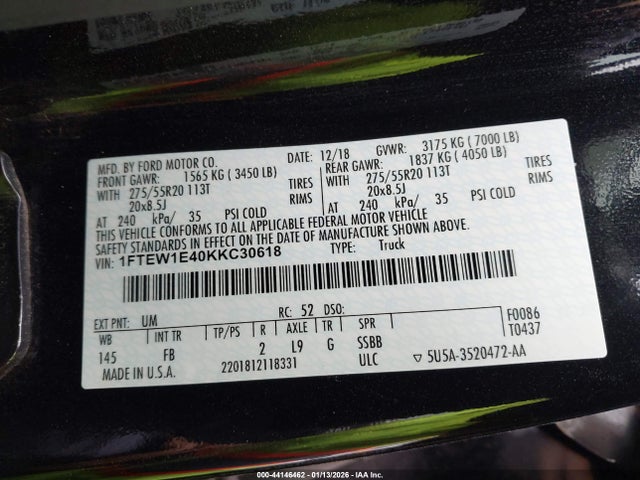 MFD. BY FORD MOTOR CO. DATE: 12/18 GVWR: 3175 KG ( 7000 LB)
FRONT GAWR: 1565 KG ( 3450 LB) REAR GAWR: 1837 KG ( 4050 LB)
WITH 275/55R20 113T TIRES WITH 275/55R20 113T TIRES
20x8.5J RIMS 20x8.5J RIMS
AT 240 kPa/ 35 PSI COLD AT 240 kPa/ 35 PSI COLD
THIS VEHICLE CONFORMS TO ALL APPLICABLE FEDERAL MOTOR VEHICLE
SAFETY STANDARDS IN EFFECT ON THE DATE OF MANUFACTURE SHOWN ABOVE.
VIN: 1FTEW1E40KKC30618 TYPE: Truck
EXT PNT: UM RC: 52 DSO: F0086
WB INT TR TP/PS R AXLE TR SPR T0437
145 FB 2 L9 G SSBB
MADE IN U.S.A. 2201812118331 ULC ▽ 5U5A-3520472-AA
000-44146462 - 01/13/2026 - IAA Inc.